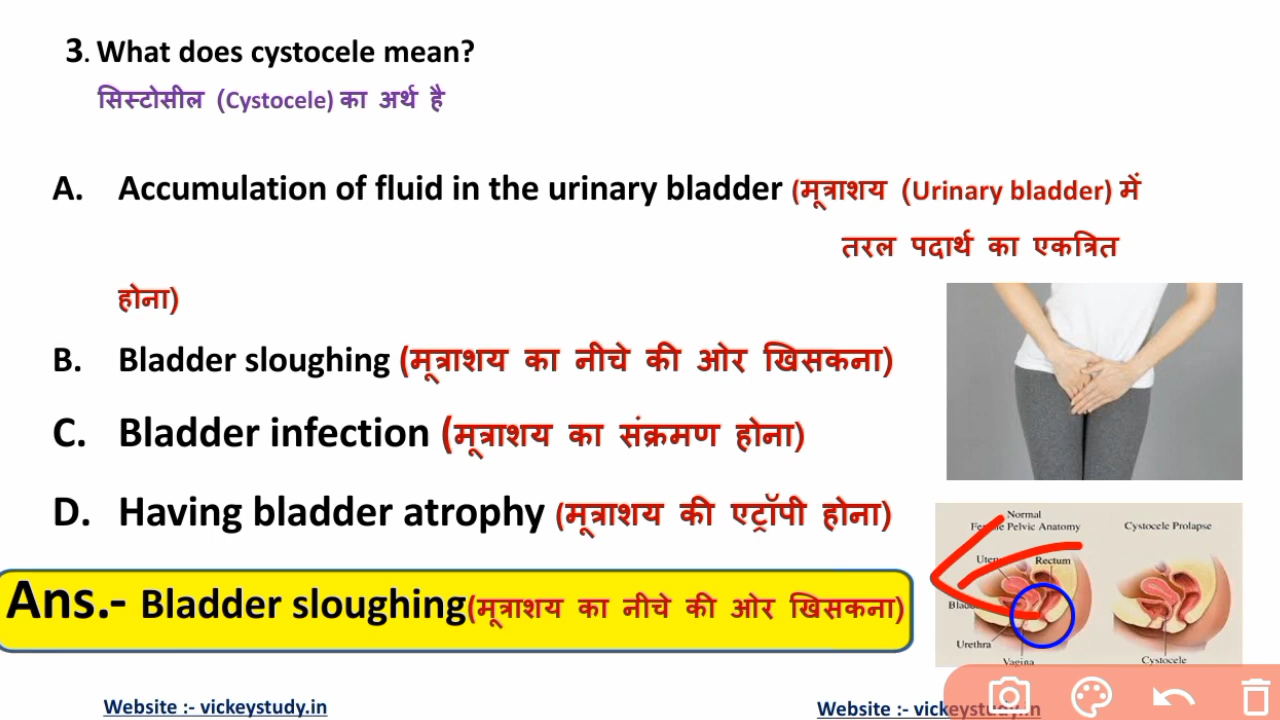 3. What does cystocele mean?
सिस्टोसील (Cystocele) का अर्थ है
A. Accumulation of fluid in the urinary bladder (मूत्राशय (Urinary bladder) में
तरल पदार्थ का एकत्रित
होना)
B. Bladder sloughing (मूत्राशय का नीचे की ओर खिसकना)
C. Bladder infection (मूत्राशय का संक्रमण होना)
D. Having bladder atrophy (मूत्राशय की एट्रॉपी होना)
Ans.- Bladder sloughing(मूत्राशय का नीचे की ओर खिसकना)
Normal
Pelvic Anatomy
Cystocele Prolapse
Rectum
Urethra
Vagina
Cystocele
Website :- vickeystudy.in
Website :- vickeystudy.in